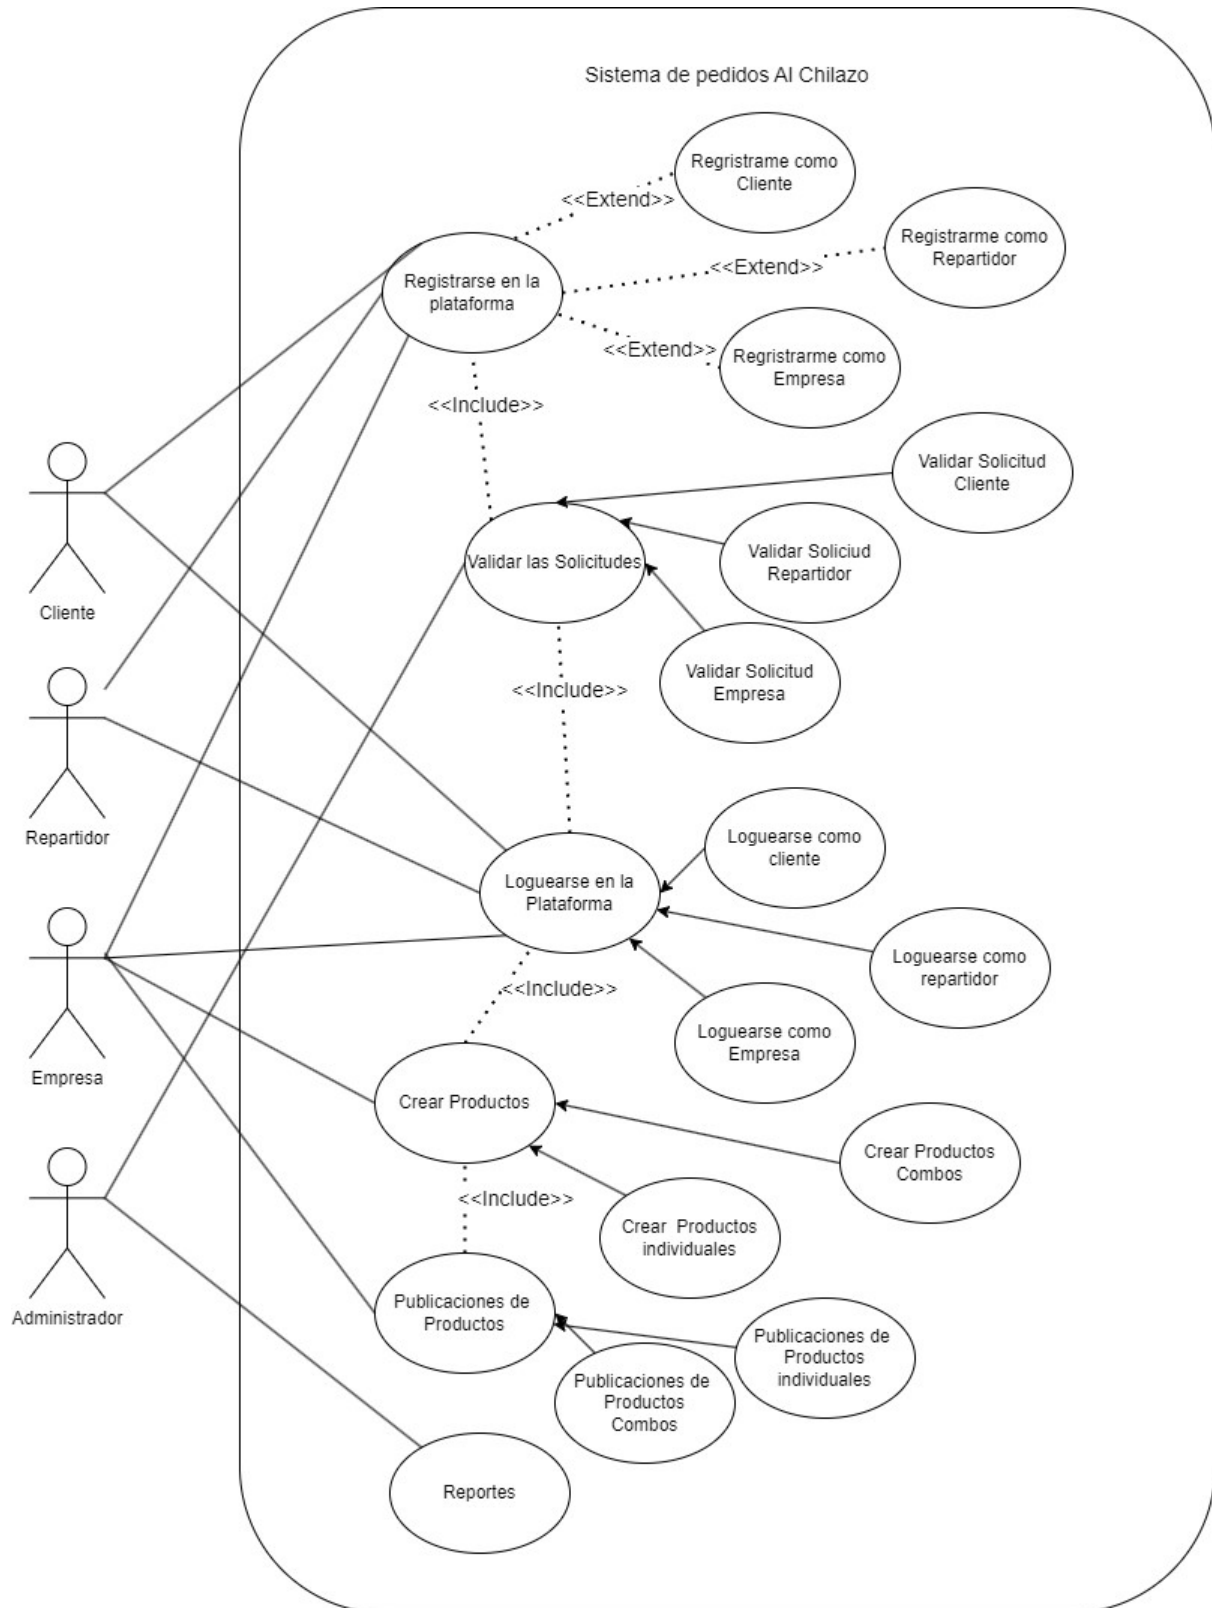 Sistema de pedidos Al Chilazo
Regristrame como
Cliente
<<Extend>>
Registrarme como
Repartidor
<<Extend>>
Registrarse en la
plataforma
<<Extend>>
Regristrarme como
Empresa
<<Include>>
Validar Solicitud
Cliente
Validar las Solicitudes
Validar Soliciud
Repartidor
Cliente
Validar Solicitud
Empresa
<<Include>>
Repartidor
Loguearse como
cliente
Loguearse en la
Plataforma
Loguearse como
repartidor
<<Include>>
Loguearse como
Empresa
Empresa
Crear Productos
Crear Productos
Combos
<<Include>>
Crear  Productos
individuales
Administrador
Publicaciones de
Productos
Publicaciones de
Productos
individuales
Publicaciones de
Productos
Combos
Reportes